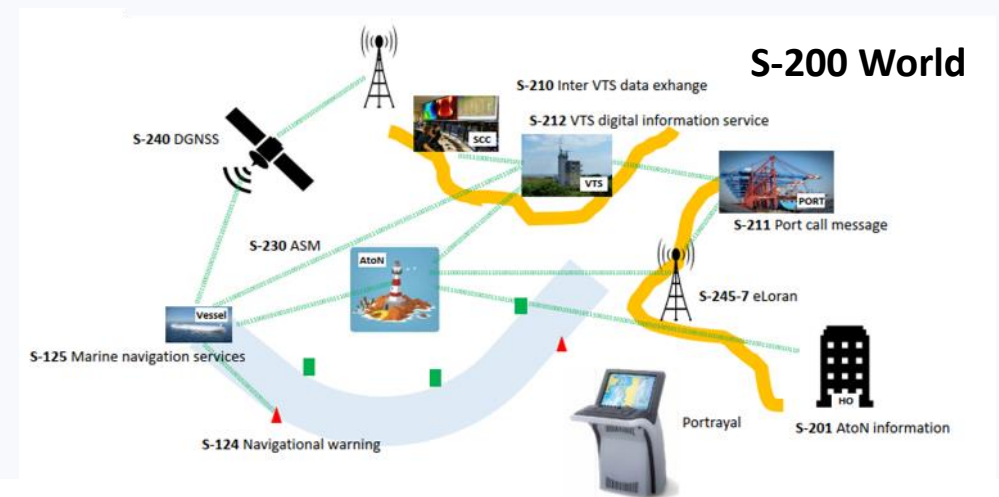 S-200 World
S-210 Inter VTS data exhange
S-212 VTS digital information service
SCC
S-240 DGNSS
VTS
PORT
S-211 Port call message
S-230 ASM
AtoN
S-245-7 eLoran
Vessel
S-125 Marine navigation services
HO
Portrayal
S-201 AtoN information
S-124 Navigational warning